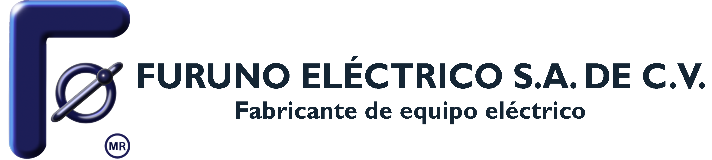 FURUNO ELÉCTRICO S.A. DE C.V.
Fabricante de equipo eléctrico
MR